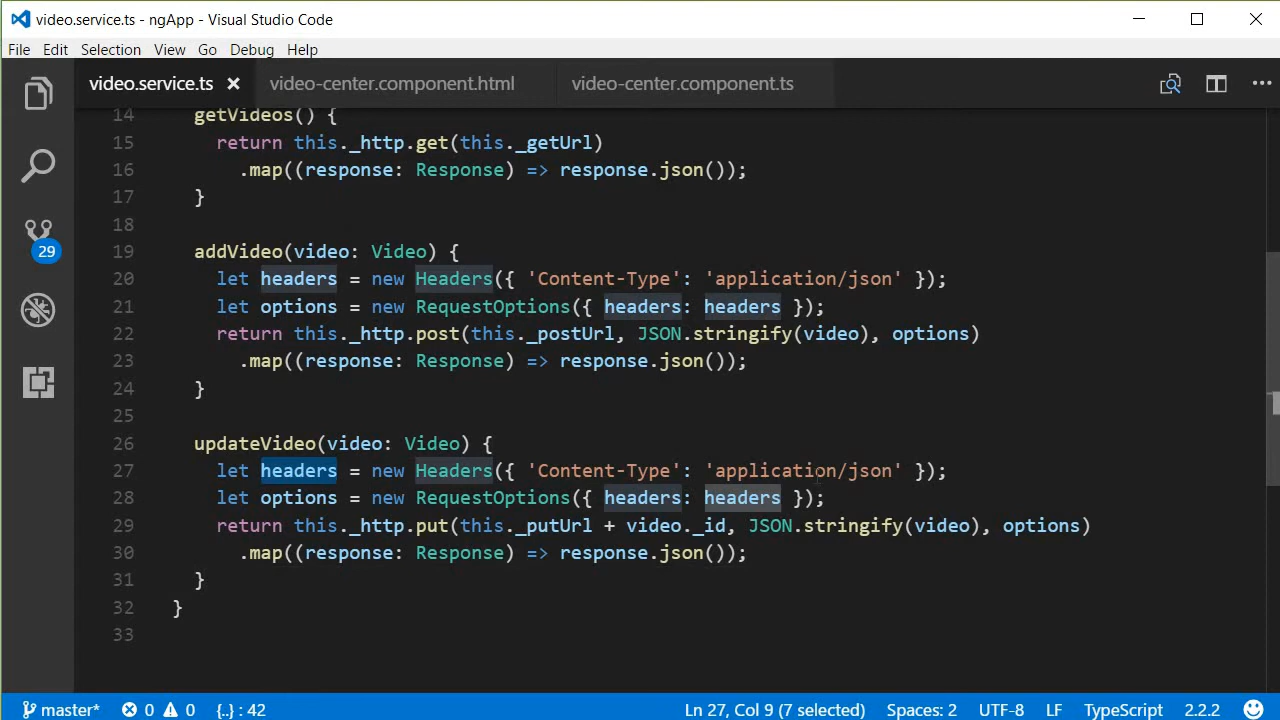 video.service.ts - ngApp - Visual Studio Code
File Edit Selection View Go Debug Help
video.service.ts video-center.component.html video-center.component.ts
14 getVideos() {
15 return this._http.get(this._getUrl)
16 .map((response: Response) => response.json());
17 }
18
19 addVideo(video: Video) {
20 let headers = new Headers({ 'Content-Type': 'application/json' });
21 let options = new RequestOptions({ headers: headers });
22 return this._http.post(this._postUrl, JSON.stringify(video), options)
23 .map((response: Response) => response.json());
24 }
25
26 updateVideo(video: Video) {
27 let headers = new Headers({ 'Content-Type': 'application/json' });
28 let options = new RequestOptions({ headers: headers });
29 return this._http.put(this._putUrl + video._id, JSON.stringify(video), options)
30 .map((response: Response) => response.json());
31 }
32 }
33
29
master* 0 0 {..} : 42 Ln 27, Col 9 (7 selected) Spaces: 2 UTF-8 LF TypeScript 2.2.2